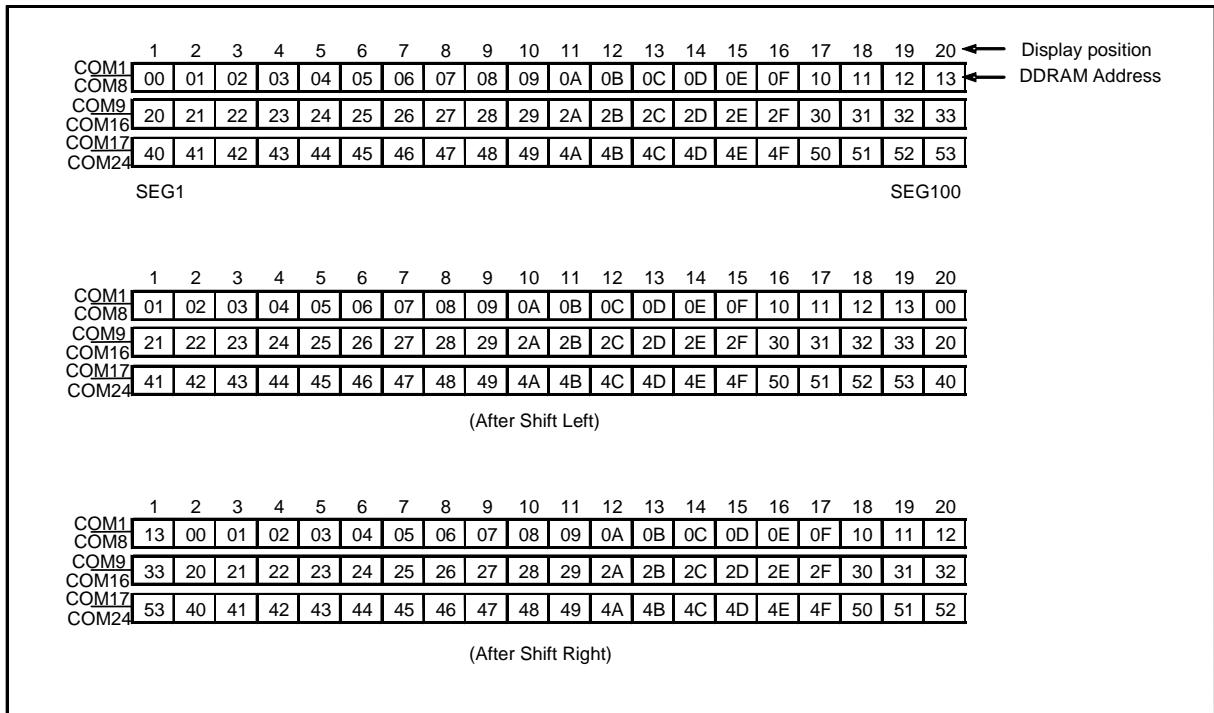 1 2 3 4 5 6 7 8 9 10 11 12 13 14 15 16 17 18 19 20 Display position
COM1
COM8 00 01 02 03 04 05 06 07 08 09 0A 0B 0C 0D 0E 0F 10 11 12 13 DDRAM Address
COM9
COM16 20 21 22 23 24 25 26 27 28 29 2A 2B 2C 2D 2E 2F 30 31 32 33
COM17
COM24 40 41 42 43 44 45 46 47 48 49 4A 4B 4C 4D 4E 4F 50 51 52 53
SEG1 SEG100
1 2 3 4 5 6 7 8 9 10 11 12 13 14 15 16 17 18 19 20
COM1
COM8 01 02 03 04 05 06 07 08 09 0A 0B 0C 0D 0E 0F 10 11 12 13 00
COM9
COM16 21 22 23 24 25 26 27 28 29 2A 2B 2C 2D 2E 2F 30 31 32 33 20
COM17
COM24 41 42 43 44 45 46 47 48 49 4A 4B 4C 4D 4E 4F 50 51 52 53 40
(After Shift Left)
1 2 3 4 5 6 7 8 9 10 11 12 13 14 15 16 17 18 19 20
COM1
COM8 13 00 01 02 03 04 05 06 07 08 09 0A 0B 0C 0D 0E 0F 10 11 12
COM9
COM16 33 20 21 22 23 24 25 26 27 28 29 2A 2B 2C 2D 2E 2F 30 31 32
COM17
COM24 53 40 41 42 43 44 45 46 47 48 49 4A 4B 4C 4D 4E 4F 50 51 52
(After Shift Right)